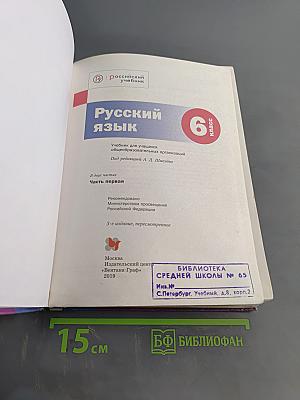 российский
учебник
Русский
язык
6
класс
Учебник для учащихся
общеобразовательных организаций
Под редакцией А. Д. Шмелёва
В двух частях
Часть первая
Рекомендовано
Министерством просвещения
Российской Федерации
5-е издание, переработанное
Москва
Издательский центр
«Вентана-Граф»
2019
БИБЛИОТЕКА
СРЕДНЕЙ ШКОЛЫ № 65
Инв.№
С.Петербург, Учебный, д.8, корп.2
15 см
БФ БИБЛИОФАН